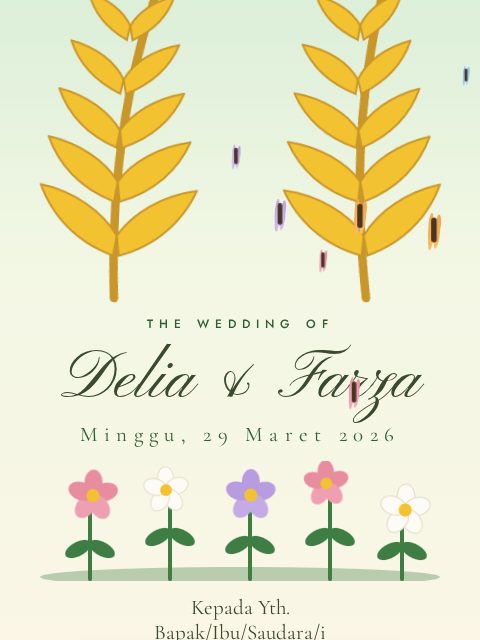 THE WEDDING OF
Delia & Farza
Minggu, 29 Maret 2026
Kepada Yth.
Bapak/Ibu/Saudara/i